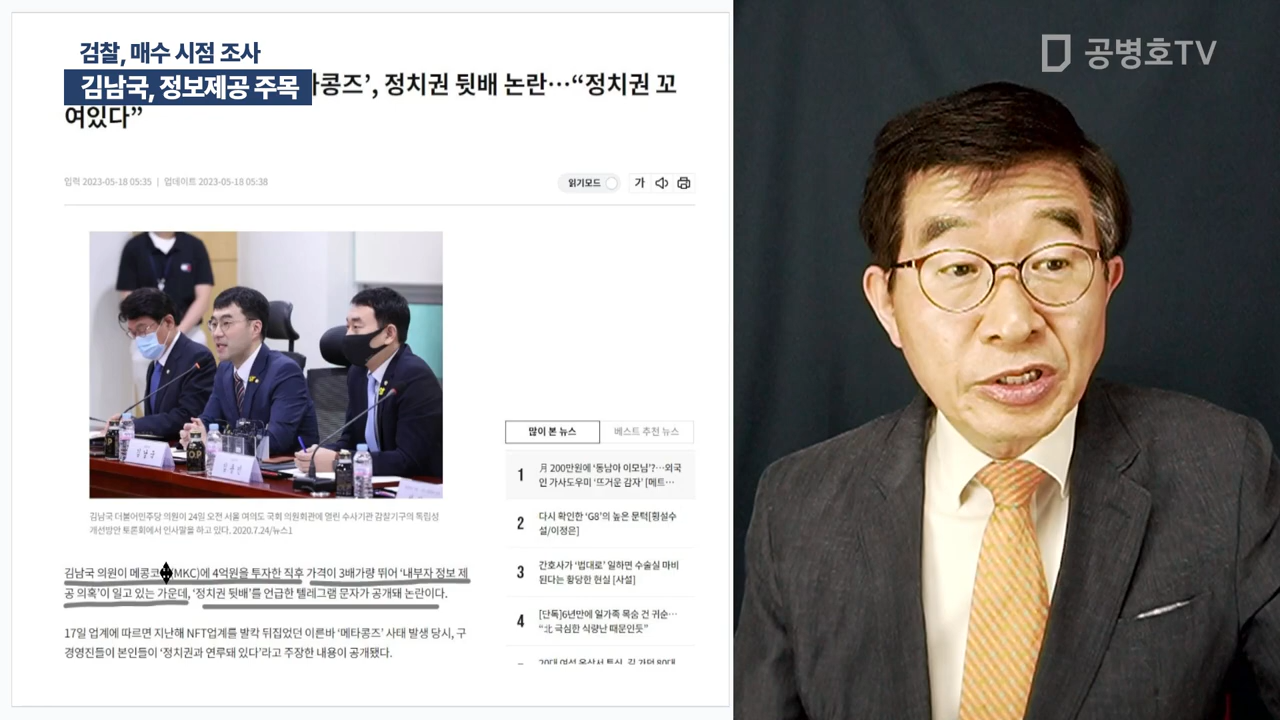 검찰, 매수 시점 조사
김남국, 정보제공 주목
콩즈’, 정치권 뒷배 논란…“정치권 꼬
여있다”
입력 2023-05-18 05:35 | 업데이트 2023-05-18 05:38
읽기모드
가
김남국
김용민
김남국 더불어민주당 의원이 24일 오전 서울 여의도 국회 의원회관에 열린 수사기관 감찰기구의 독립성
개선방안 토론회에서 인사말을 하고 있다. 2020.7.24/뉴스1
김남국 의원이 메콩코 MKC)에 4억원을 투자한 직후 가격이 3배가량 뛰어 ‘내부자 정보 제
공 의혹’이 일고 있는 가운데, ‘정치권 뒷배’를 언급한 텔레그램 문자가 공개돼 논란이다.
17일 업계에 따르면 지난해 NFT업계를 발칵 뒤집었던 이른바 ‘메타콩즈’ 사태 발생 당시, 구
경영진들이 본인들이 ‘정치권과 연루돼 있다’라고 주장한 내용이 공개됐다.
많이 본 뉴스
베스트 추천 뉴스
1 月 200만원에 ‘동남아 이모님’?…외국
인 가사도우미 ‘뜨거운 감자’ [메트…
2 다시 확인한 ‘G8’의 높은 문턱[횡설수
설/이정은]
3 간호사가 ‘법대로’ 일하면 수술실 마비
된다는 황당한 현실 [사설]
4 [단독]6년만에 일가족 목숨 건 귀순…
“北 극심한 식량난 때문인듯”
공병호TV